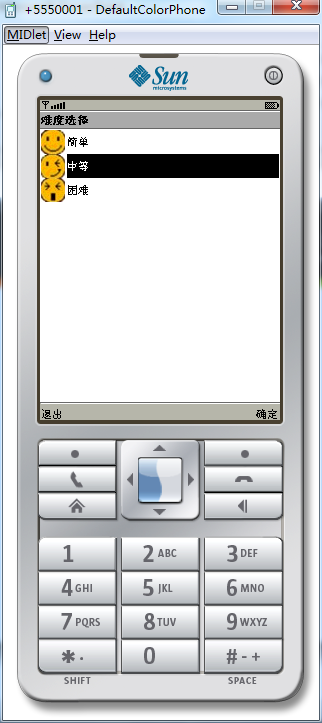 +5550001 - DefaultColorPhone
MIDlet View Help
Sun
microsystems
难度选择
简单
中等
困难
退出 确定
1 2 ABC 3 DEF
4 GHI 5 JKL 6 MNO
7 PQRS 8 TUV 9 WXYZ
* · 0 # - +
SHIFT SPACE